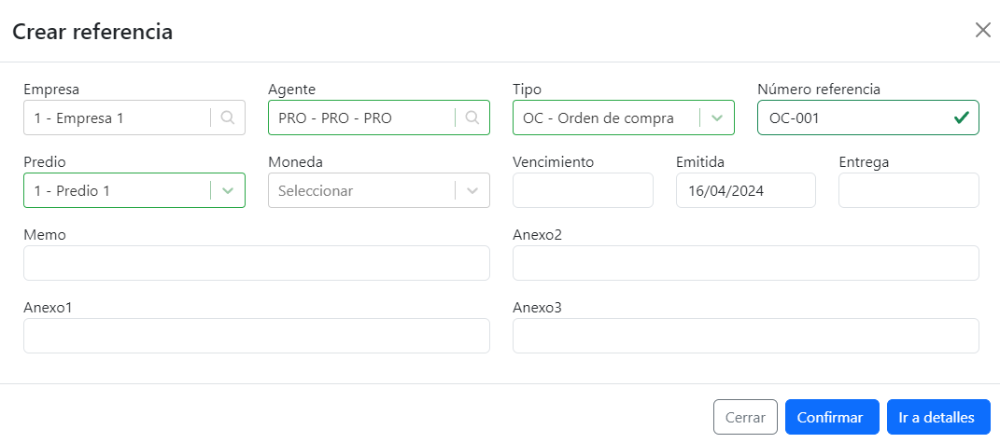 Crear referencia
Empresa
Agente
Tipo
Número referencia
1 - Empresa 1
PRO - PRO - PRO
OC - Orden de compra
OC-001
Predio
Moneda
Vencimiento
Emitida
Entrega
1 - Predio 1
Seleccionar
16/04/2024
Memo
Anexo2
Anexo1
Anexo3
Cerrar
Confirmar
Ir a detalles